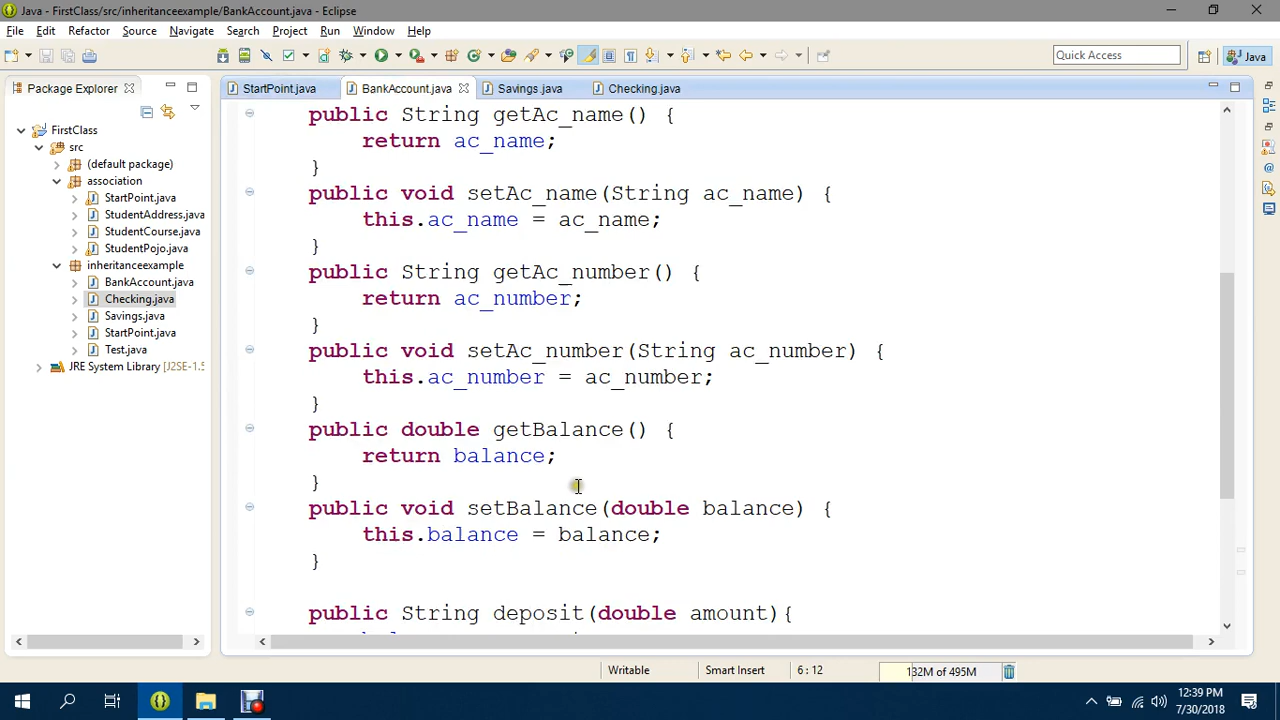 Java - FirstClass/src/inheritanceexample/BankAccount.java - Eclipse
File Edit Refactor Source Navigate Search Project Run Window Help
Quick Access
Java
Package Explorer
StartPoint.java BankAccount.java Savings.java Checking.java
FirstClass
src
(default package)
association
StartPoint.java
StudentAddress.java
StudentCourse.java
StudentPojo.java
inheritanceexample
BankAccount.java
Checking.java
Savings.java
StartPoint.java
Test.java
JRE System Library [J2SE-1.5
public String getAc_name() {
return ac_name;
}
public void setAc_name(String ac_name) {
this.ac_name = ac_name;
}
public String getAc_number() {
return ac_number;
}
public void setAc_number(String ac_number) {
this.ac_number = ac_number;
}
public double getBalance() {
return balance;
}
public void setBalance(double balance) {
this.balance = balance;
}
public String deposit(double amount){
Writable Smart Insert 6 : 12 132M of 495M
12:39 PM
7/30/2018